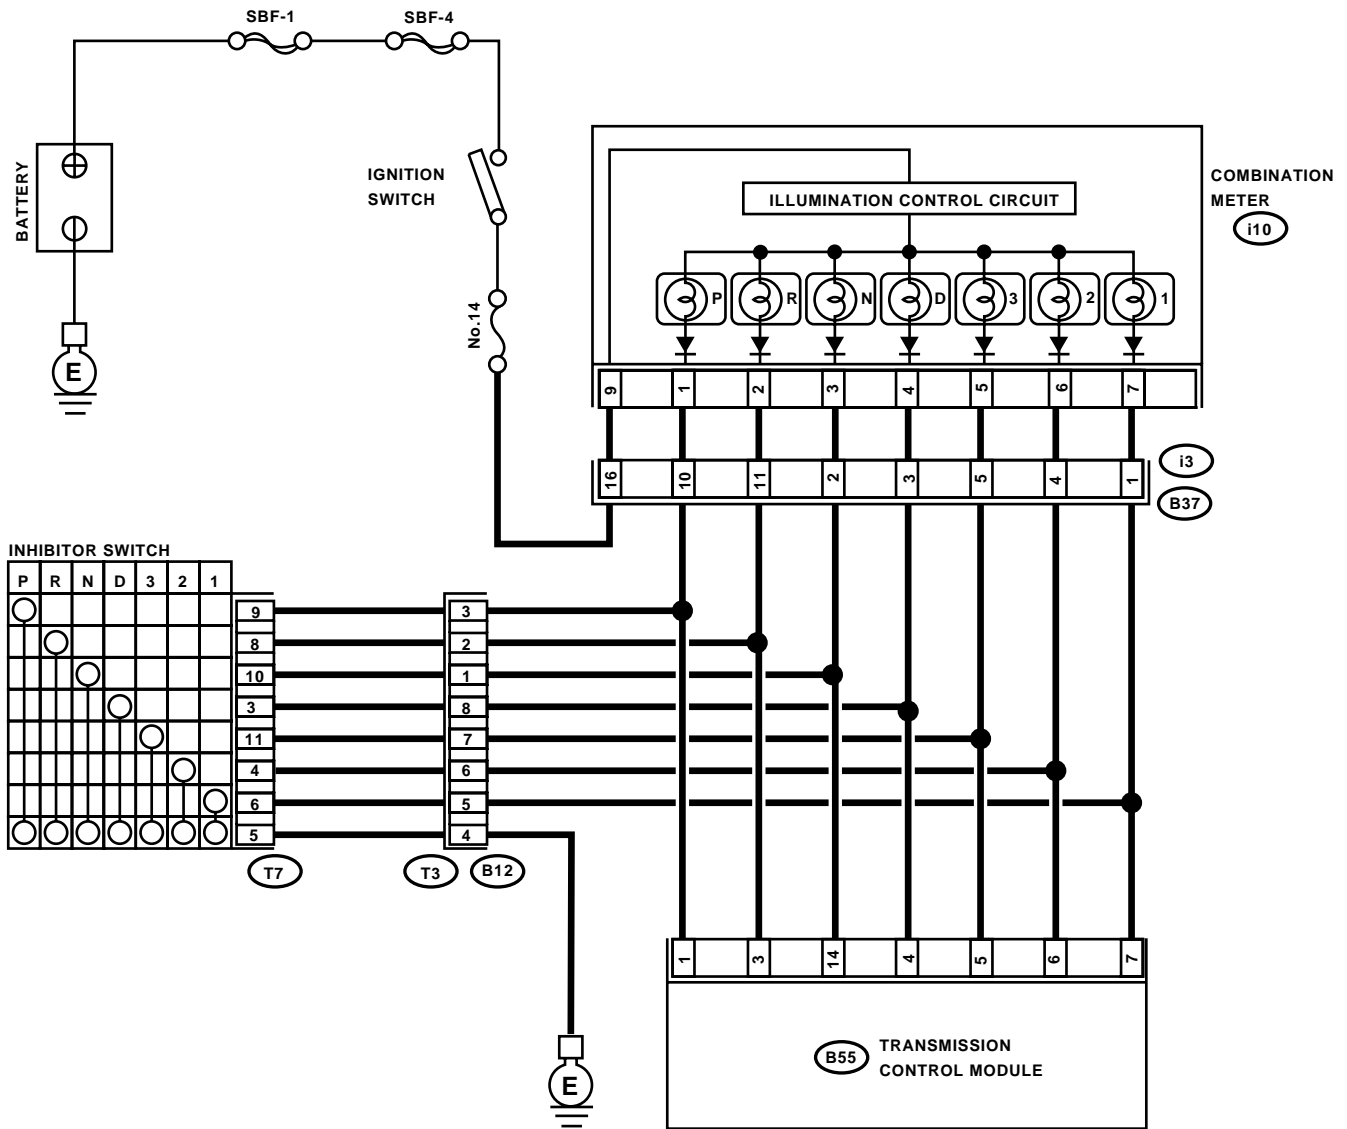 SBF-1
SBF-4
BATTERY
IGNITION
SWITCH
No.14
E
COMBINATION
METER
i10
ILLUMINATION CONTROL CIRCUIT
P R N D 3 2 1
9 1 2 3 4 5 6 7
16 10 11 2 3 5 4 1
i3
B37
INHIBITOR SWITCH
P R N D 3 2 1
9 3
8 2
10 1
3 8
11 7
4 6
6 5
5 4
T7
T3
B12
E
1 3 14 4 5 6 7
B55
TRANSMISSION
CONTROL MODULE